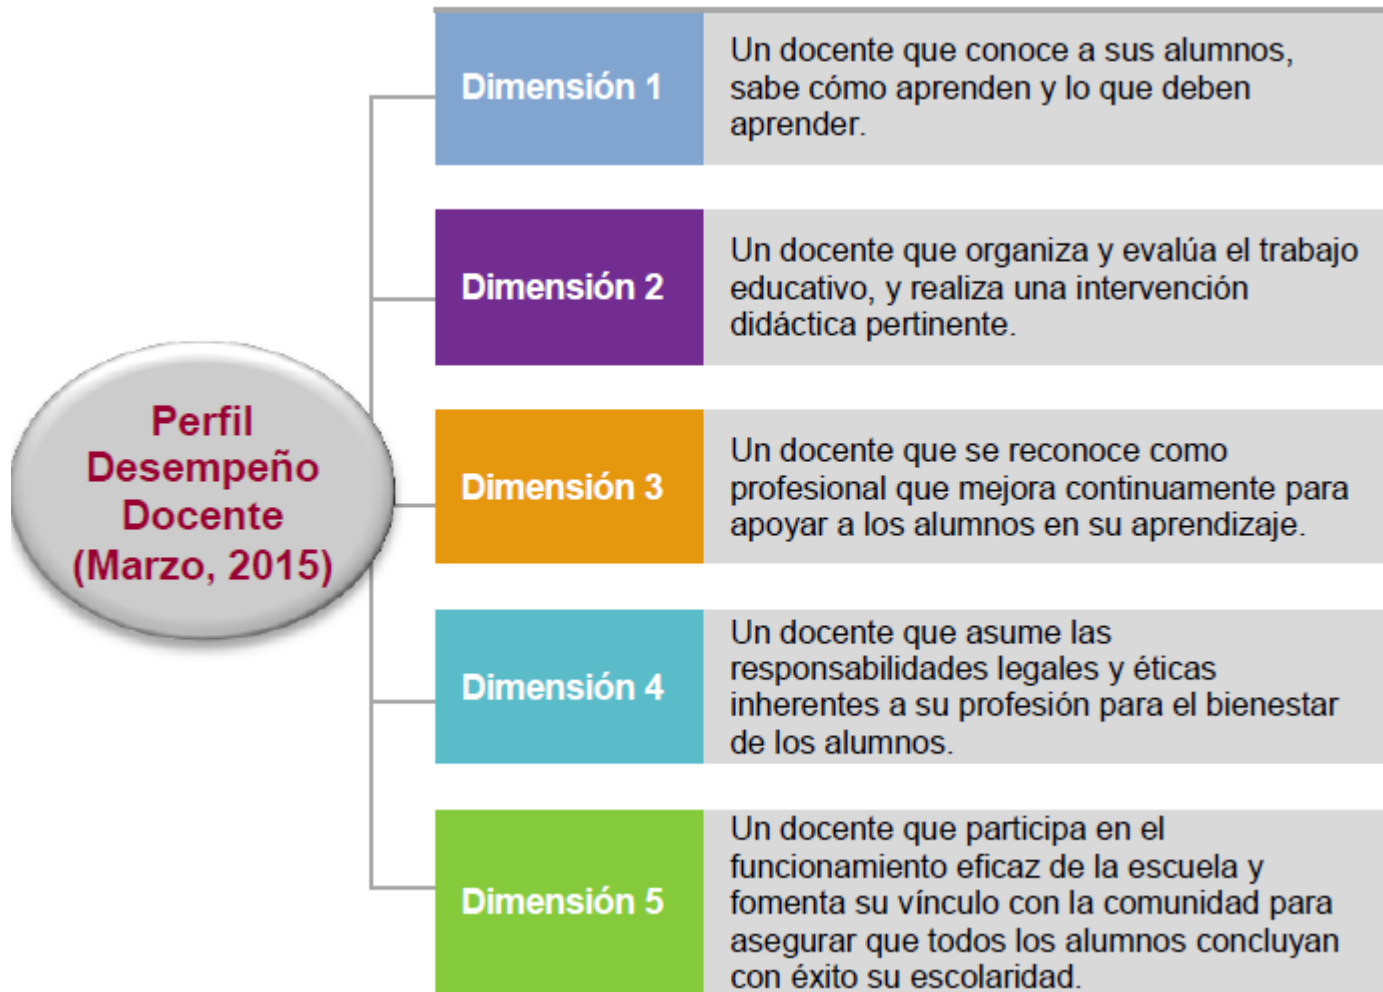 Perfil
Desempeño
Docente
(Marzo, 2015)
Dimensión 1
Un docente que conoce a sus alumnos,
sabe cómo aprenden y lo que deben
aprender.
Dimensión 2
Un docente que organiza y evalúa el trabajo
educativo, y realiza una intervención
didáctica pertinente.
Dimensión 3
Un docente que se reconoce como
profesional que mejora continuamente para
apoyar a los alumnos en su aprendizaje.
Dimensión 4
Un docente que asume las
responsabilidades legales y éticas
inherentes a su profesión para el bienestar
de los alumnos.
Dimensión 5
Un docente que participa en el
funcionamiento eficaz de la escuela y
fomenta su vínculo con la comunidad para
asegurar que todos los alumnos concluyan
con éxito su escolaridad.